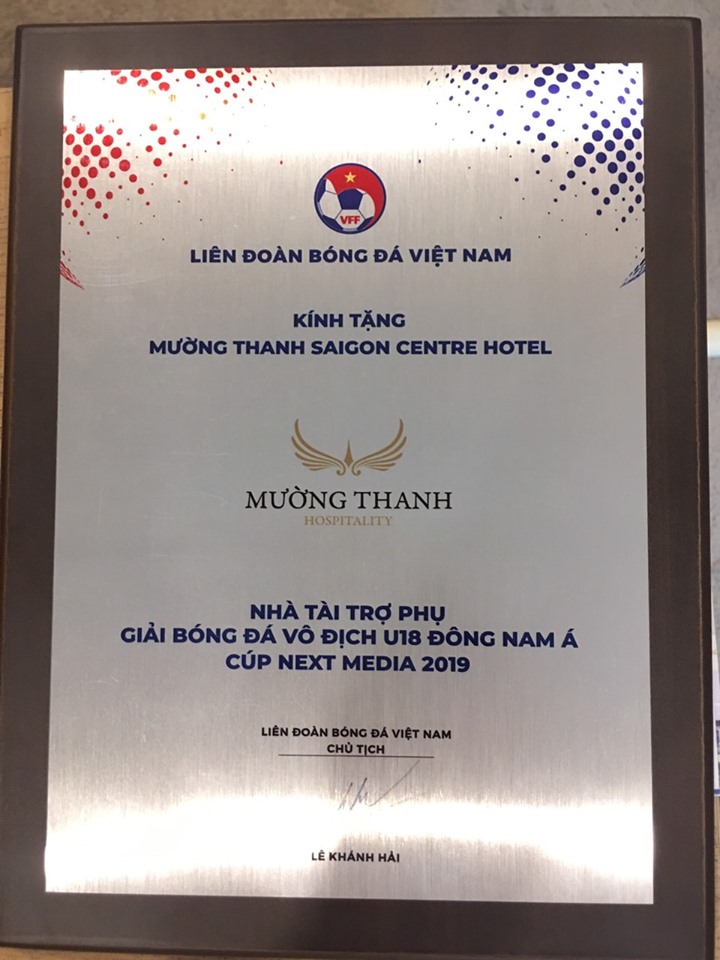 VFF
LIÊN ĐOÀN BÓNG ĐÁ VIỆT NAM
KÍNH TẶNG
MƯỜNG THANH SAIGON CENTRE HOTEL
MƯỜNG THANH
HOSPITALITY
NHÀ TÀI TRỢ PHỤ
GIẢI BÓNG ĐÁ VÔ ĐỊCH U18 ĐÔNG NAM Á
CÚP NEXT MEDIA 2019
LIÊN ĐOÀN BÓNG ĐÁ VIỆT NAM
CHỦ TỊCH
LÊ KHÁNH HẢI